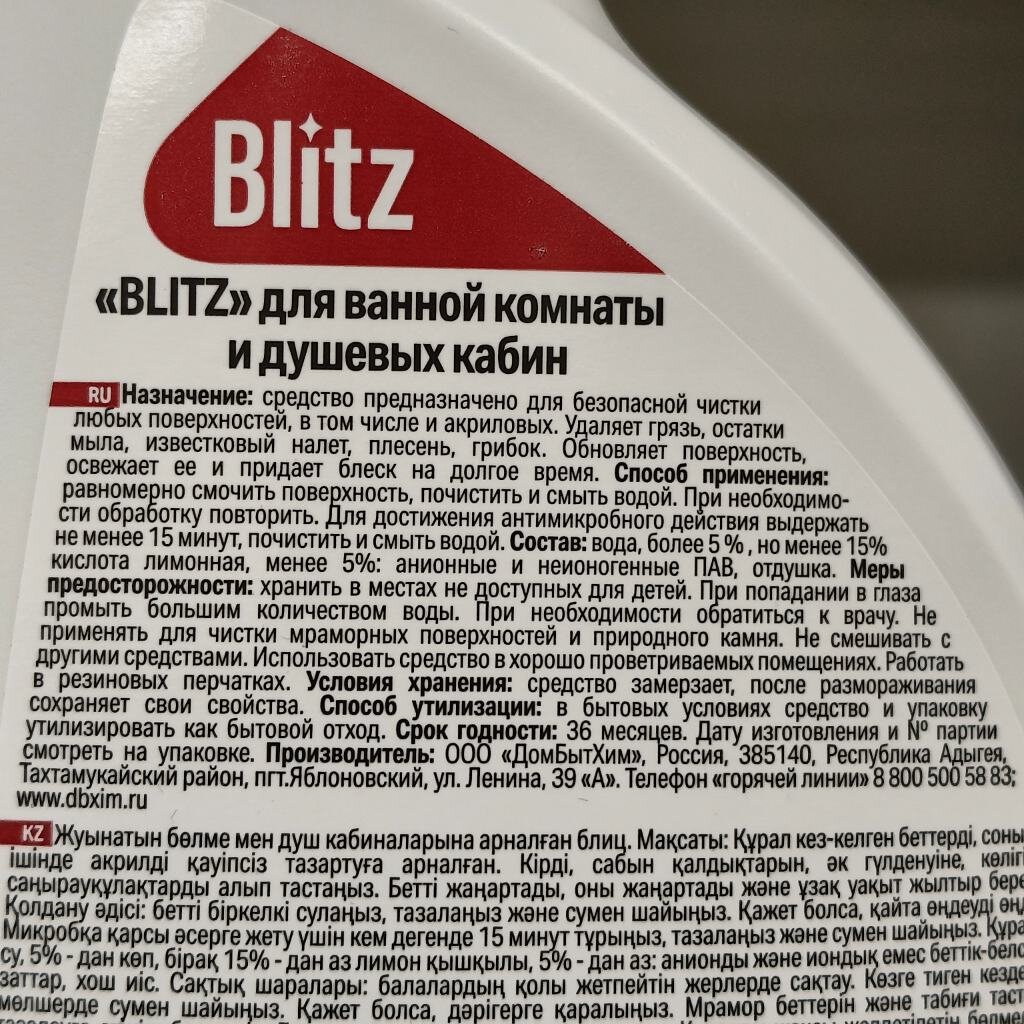 Blitz
«BLITZ» для ванной комнаты
и душевых кабин
RU Назначение: средство предназначено для безопасной чистки
любых поверхностей, в том числе и акриловых. Удаляет грязь, остатки
мыла, известковый налет, плесень, грибок. Обновляет поверхность,
освежает ее и придает блеск на долгое время. Способ применения:
равномерно смочить поверхность, почистить и смыть водой. При необходимо-
сти обработку повторить. Для достижения антимикробного действия выдержать
не менее 15 минут, почистить и смыть водой. Состав: вода, более 5 %, но менее 15%
кислота лимонная, менее 5%: анионные и неионогенные ПАВ, отдушка. Меры
предосторожности: хранить в местах не доступных для детей. При попадании в глаза
промыть большим количеством воды. При необходимости обратиться к врачу. Не
применять для чистки мраморных поверхностей и природного камня. Не смешивать с
другими средствами. Использовать средство в хорошо проветриваемых помещениях. Работать
в резиновых перчатках. Условия хранения: средство замерзает, после размораживания
сохраняет свои свойства. Способ утилизации: в бытовых условиях средство и упаковку
утилизировать как бытовой отход. Срок годности: 36 месяцев. Дату изготовления и № партии
смотреть на упаковке. Производитель: ООО «ДомБытХим», Россия, 385140, Республика Адыгея,
Тахтамукайский район, пгт.Яблоновский, ул. Ленина, 39 «А». Телефон «горячей линии» 8 800 500 58 83;
www.dbxim.ru
KZ Жуынатын бөлме мен душ кабиналарына арналған блиц. Мақсаты: Құрал кез-келген беттерді, соны
ішінде акрилді қауіпсіз тазартуға арналған. Кірді, сабын қалдықтарын, әк гүлденуіне, көлігі
саңырауқұлақтарды алып тастаңыз. Бетті жаңартады, оны жаңартады және ұзақ уақыт жылтыр бере
Қолдану әдісі: бетті біркелкі сулаңыз, тазалаңыз және сумен шайыңыз. Қажет болса, қайта өңдеуді өңд
Микробқа қарсы әсерге жету үшін кем дегенде 15 минут тұрыңыз, тазалаңыз және сумен шайыңыз. Құра
су, 5% - дан көп, бірақ 15% - дан аз лимон қышқылы, 5% - дан аз: анионды және иондық емес беттік-белс
заттар, хош иіс. Сақтық шаралары: балалардың қолы жетпейтін жерлерде сақтау. Көзге тиген кезде
мөлшерде сумен шайыңыз. Қажет болса, дәрігерге қаралыңыз. Мрамор беттерін және табиғи таст